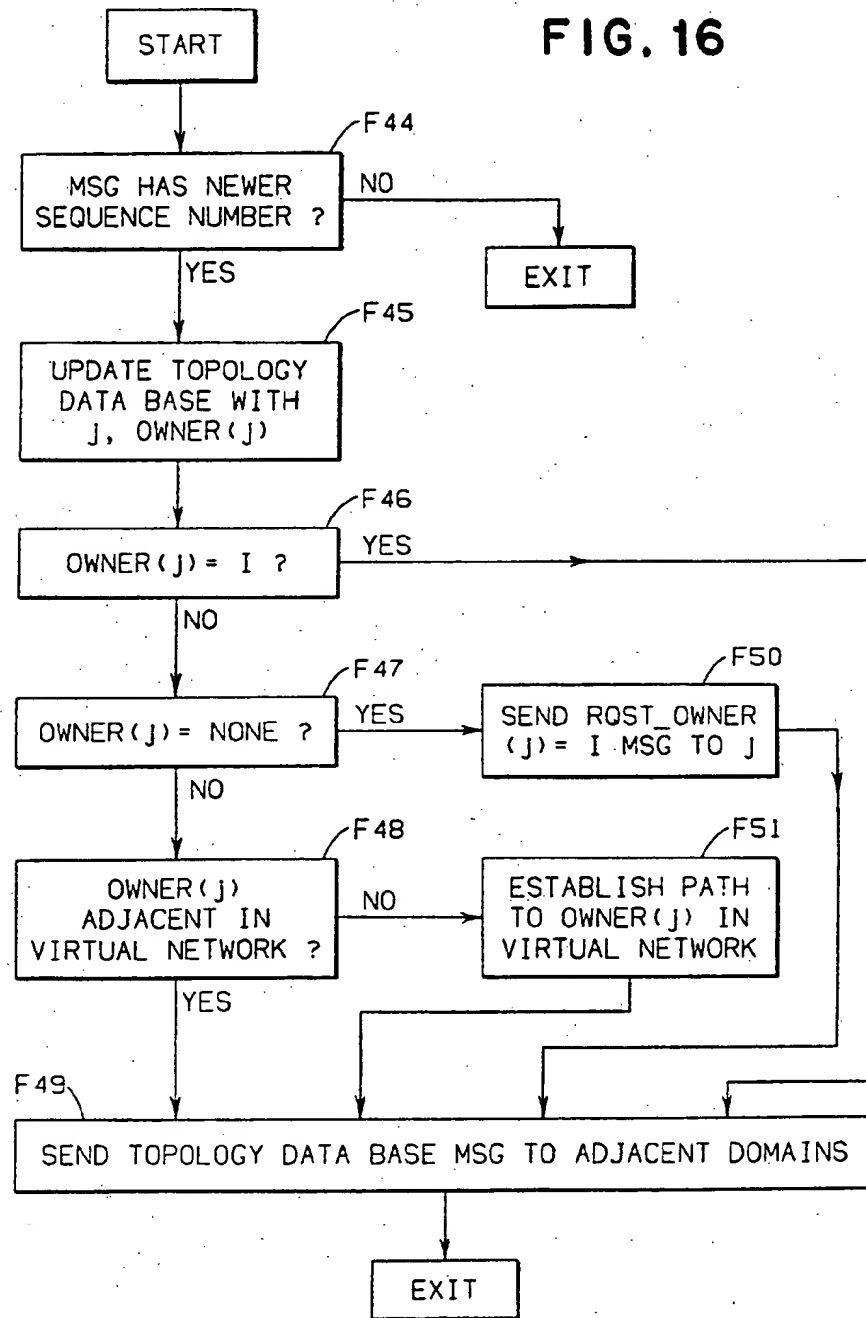 FIG. 16
START
F44
MSG HAS NEWER
SEQUENCE NUMBER ?
NO
EXIT
YES
F45
UPDATE TOPOLOGY
DATA BASE WITH
j, OWNER(j)
F46
OWNER(j)= I ?
YES
NO
F47
OWNER(j)= NONE ?
YES
F50
SEND RQST_OWNER
(j)= I MSG TO j
NO
F48
OWNER(j)
ADJACENT IN
VIRTUAL NETWORK ?
NO
F51
ESTABLISH PATH
TO OWNER(j) IN
VIRTUAL NETWORK
YES
F49
SEND TOPOLOGY DATA BASE MSG TO ADJACENT DOMAINS
EXIT